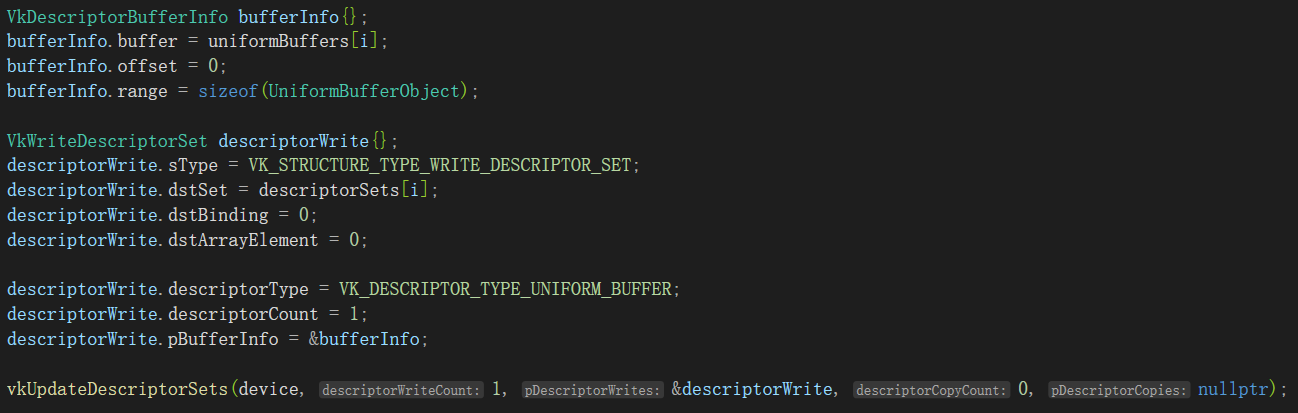 VkDescriptorBufferInfo bufferInfo{};
bufferInfo.buffer = uniformBuffers[i];
bufferInfo.offset = 0;
bufferInfo.range = sizeof(UniformBufferObject);
VkWriteDescriptorSet descriptorWrite{};
descriptorWrite.sType = VK_STRUCTURE_TYPE_WRITE_DESCRIPTOR_SET;
descriptorWrite.dstSet = descriptorSets[i];
descriptorWrite.dstBinding = 0;
descriptorWrite.dstArrayElement = 0;
descriptorWrite.descriptorType = VK_DESCRIPTOR_TYPE_UNIFORM_BUFFER;
descriptorWrite.descriptorCount = 1;
descriptorWrite.pBufferInfo = &bufferInfo;
vkUpdateDescriptorSets(device, descriptorWriteCount: 1, pDescriptorWrites: &descriptorWrite, descriptorCopyCount: 0, pDescriptorCopies: nullptr);